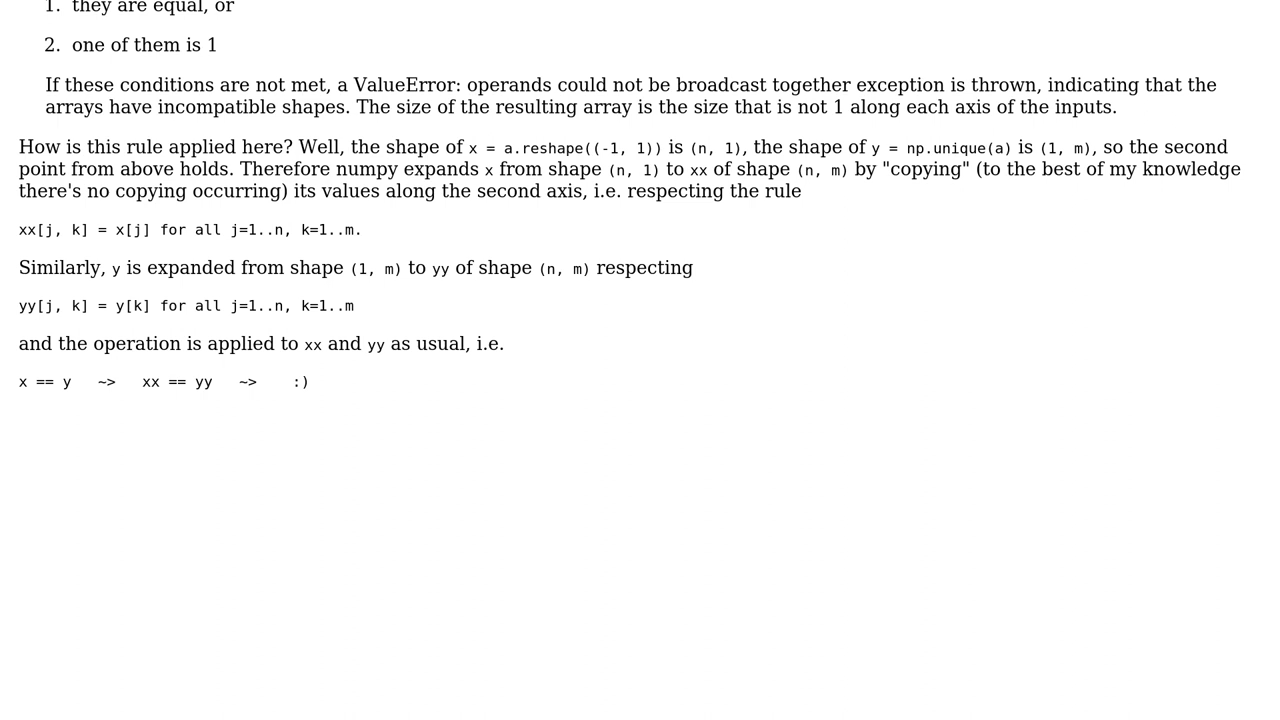 1. they are equal, or
2. one of them is 1
If these conditions are not met, a ValueError: operands could not be broadcast together exception is thrown, indicating that the
arrays have incompatible shapes. The size of the resulting array is the size that is not 1 along each axis of the inputs.
How is this rule applied here? Well, the shape of x = a.reshape((-1, 1)) is (n, 1), the shape of y = np.unique(a) is (1, m), so the second
point from above holds. Therefore numpy expands x from shape (n, 1) to xx of shape (n, m) by "copying" (to the best of my knowledge
there's no copying occurring) its values along the second axis, i.e. respecting the rule
xx[j, k] = x[j] for all j=1..n, k=1..m.
Similarly, y is expanded from shape (1, m) to yy of shape (n, m) respecting
yy[j, k] = y[k] for all j=1..n, k=1..m
and the operation is applied to xx and yy as usual, i.e.
x == y   ~>   xx == yy   ~>    :)